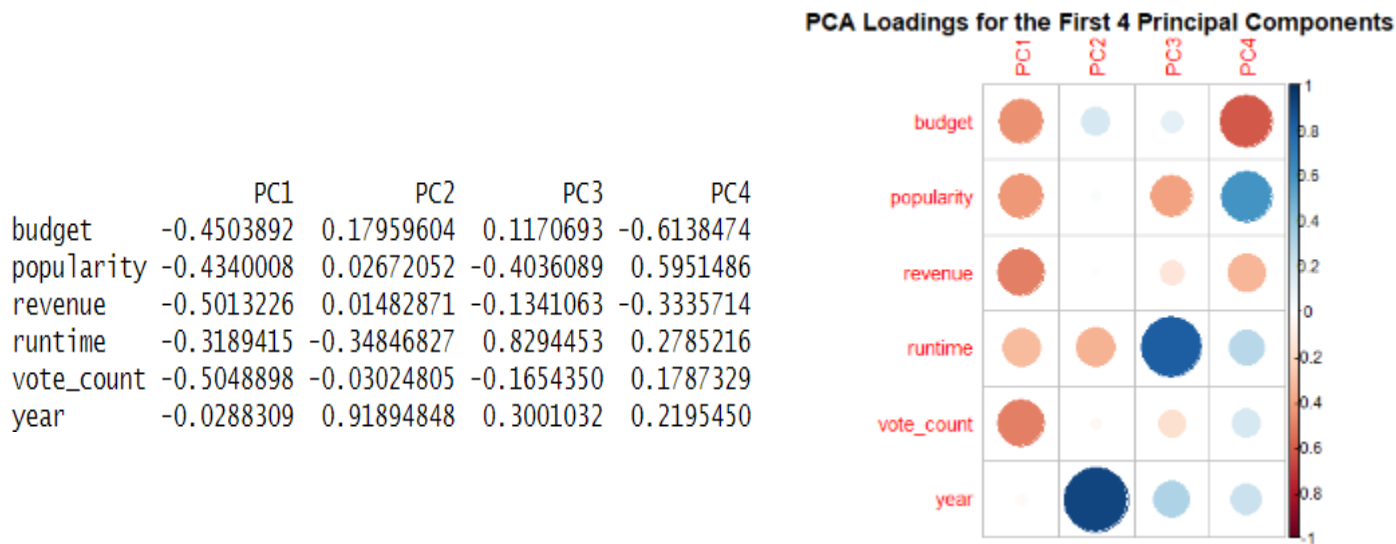 PC1 PC2 PC3 PC4
budget -0.4503892 0.17959604 0.1170693 -0.6138474
popularity -0.4340008 0.02672052 -0.4036089 0.5951486
revenue -0.5013226 0.01482871 -0.1341063 -0.3335714
runtime -0.3189415 -0.34846827 0.8294453 0.2785216
vote_count -0.5048898 -0.03024805 -0.1654350 0.1787329
year -0.0288309 0.91894848 0.3001032 0.2195450
PCA Loadings for the First 4 Principal Components
PC1 PC2 PC3 PC4
budget
popularity
revenue
runtime
vote_count
year
1
0.8
0.6
0.4
0.2
0
-0.2
-0.4
-0.6
-0.8
-1